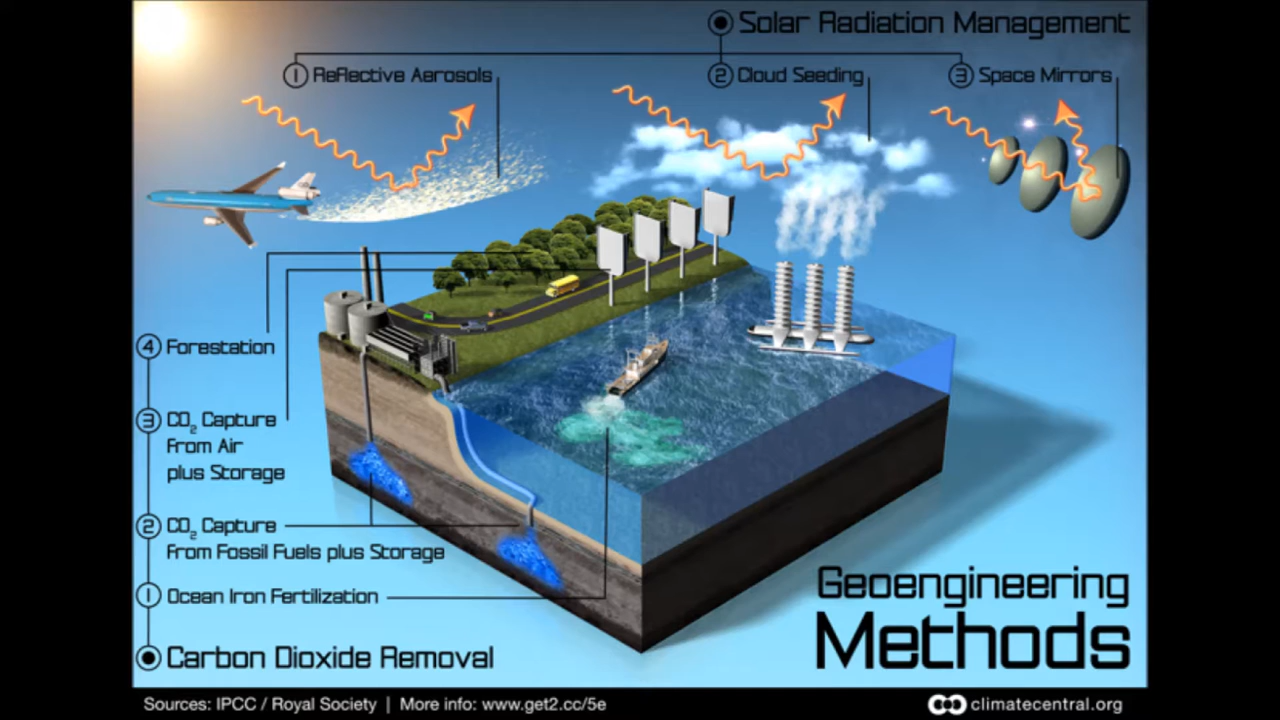 Solar Radiation Management
1 Reflective Aerosols
2 Cloud Seeding
3 Space Mirrors
4 Forestation
3 CO₂ Capture
From Air
plus Storage
2 CO₂ Capture
From Fossil Fuels plus Storage
1 Ocean Iron Fertilization
Carbon Dioxide Removal
Geoengineering
Methods
Sources: IPCC / Royal Society | More info: www.get2.cc/5e
climatecentral.org